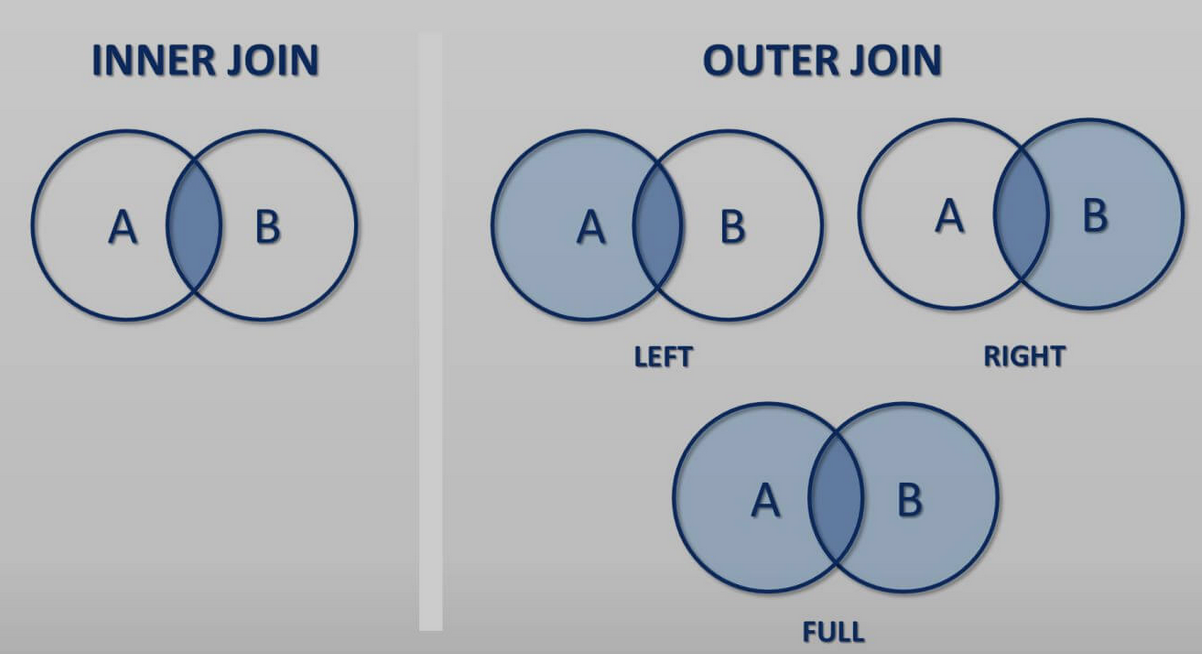 INNER JOIN
A B
OUTER JOIN
A B
LEFT
A B
RIGHT
A B
FULL